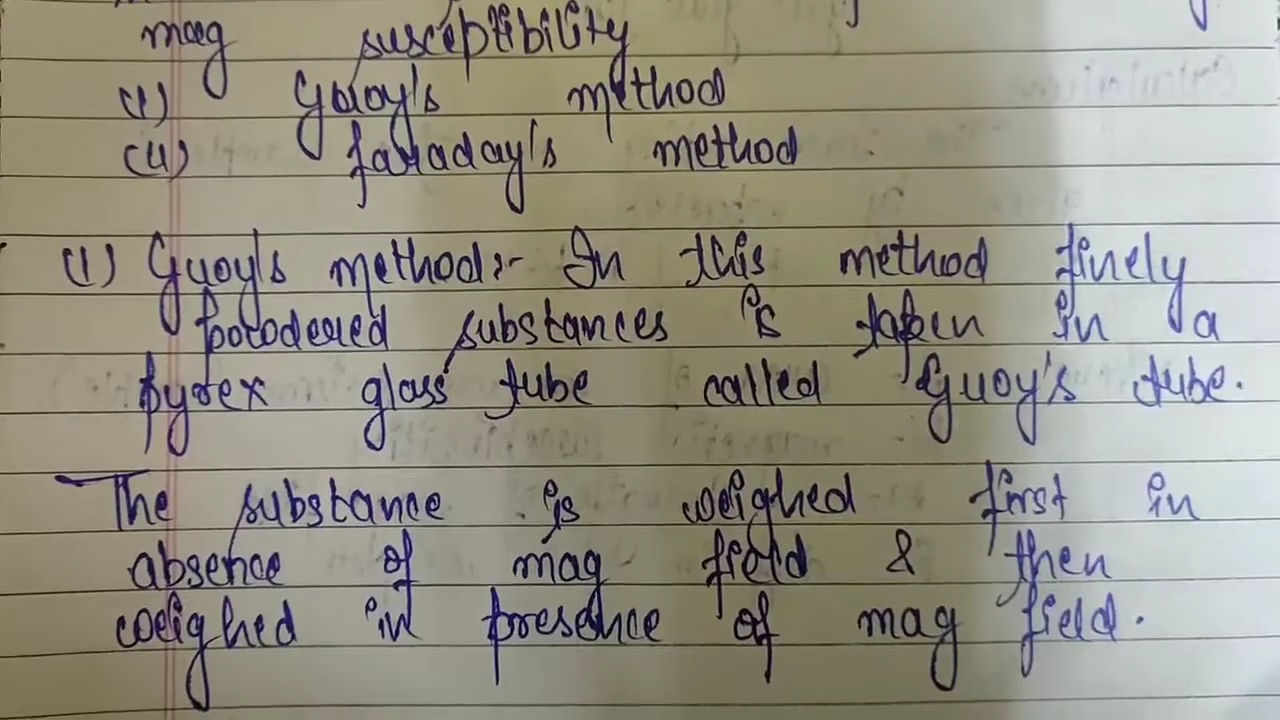 mag susceptibility
(I) Guoy's method
(II) faraday's method
(I) Guoy's method:- In this method finely
powdered substances is taken in a
pyrex glass tube called Guoy's tube.
The substance is weighed first in
absence of mag field & then
weighed in presence of mag field.